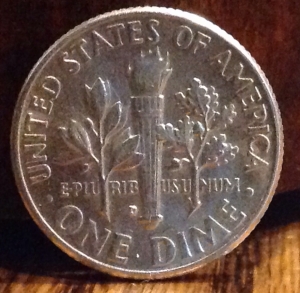 UNITED STATES OF AMERICA
E·PLU RIB USU NUM
D
· ONE · DIME ·